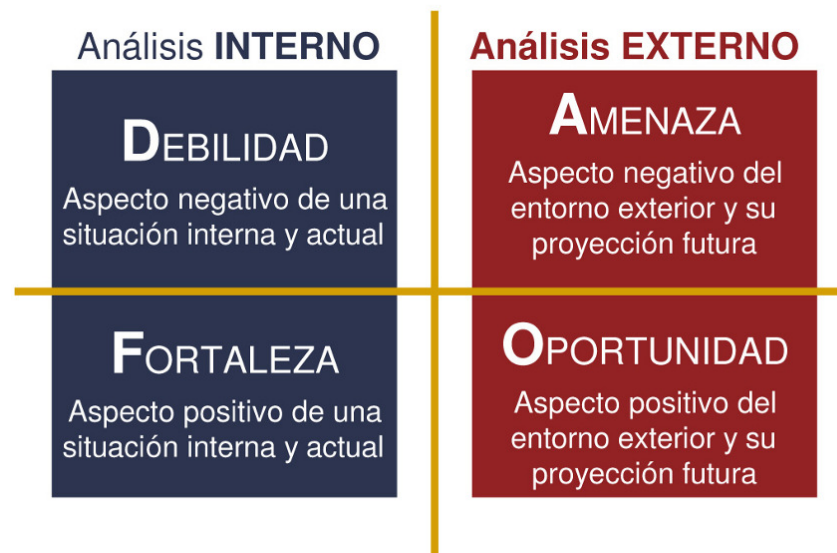 Análisis INTERNO
DEBILIDAD
Aspecto negativo de una
situación interna y actual
FORTALEZA
Aspecto positivo de una
situación interna y actual
Análisis EXTERNO
AMENAZA
Aspecto negativo del
entorno exterior y su
proyección futura
OPORTUNIDAD
Aspecto positivo del
entorno exterior y su
proyección futura